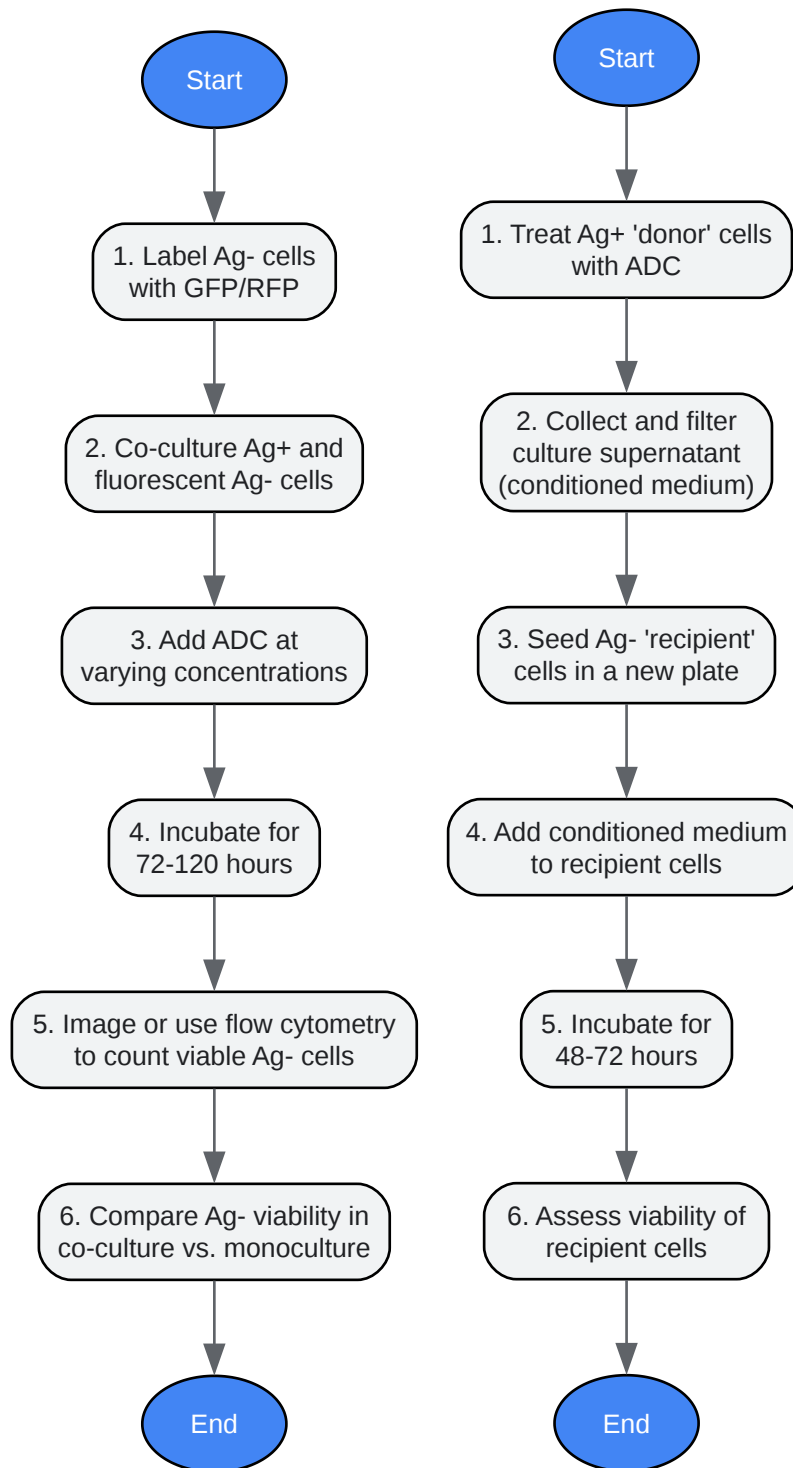 Start
1. Label Ag- cells
with GFP/RFP
2. Co-culture Ag+ and
fluorescent Ag- cells
3. Add ADC at
varying concentrations
4. Incubate for
72-120 hours
5. Image or use flow cytometry
to count viable Ag- cells
6. Compare Ag- viability in
co-culture vs. monoculture
End
Start
1. Treat Ag+ 'donor' cells
with ADC
2. Collect and filter
culture supernatant
(conditioned medium)
3. Seed Ag- 'recipient'
cells in a new plate
4. Add conditioned medium
to recipient cells
5. Incubate for
48-72 hours
6. Assess viability of
recipient cells
End